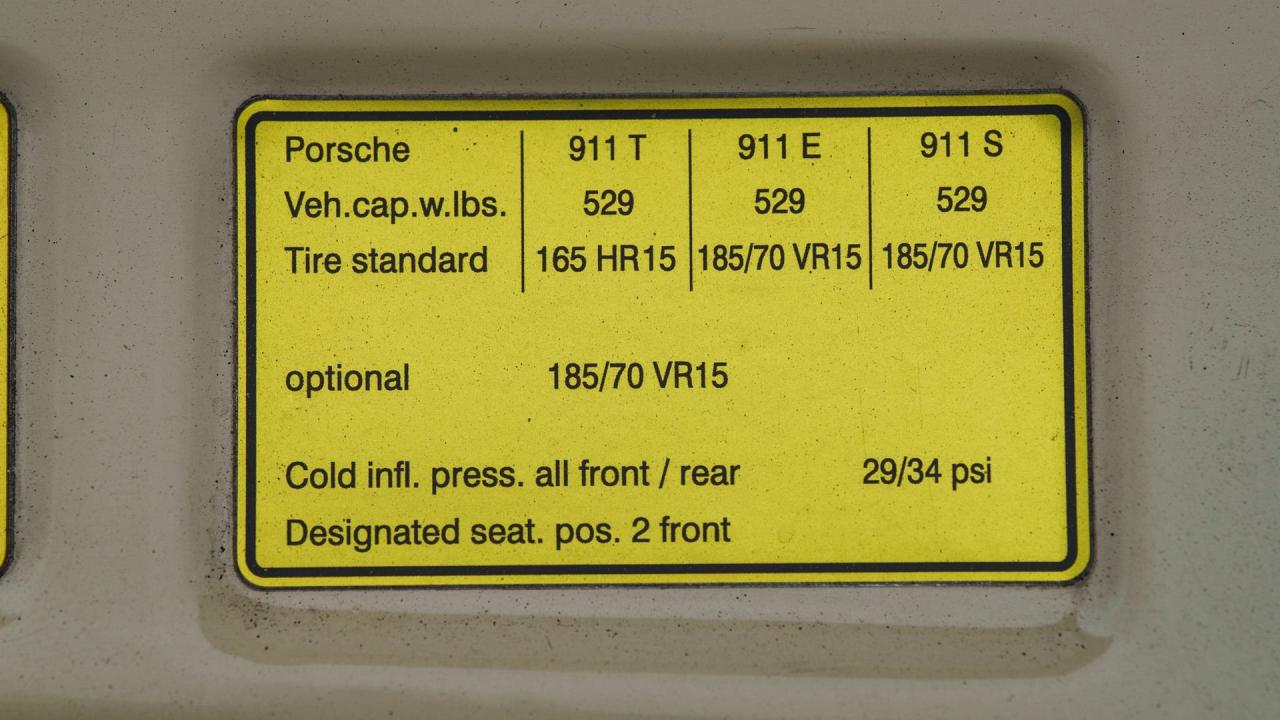 Porsche 911 T 911 E 911 S
Veh.cap.w.lbs. 529 529 529
Tire standard 165 HR15 185/70 VR15 185/70 VR15
optional 185/70 VR15
Cold infl. press. all front / rear 29/34 psi
Designated seat. pos. 2 front